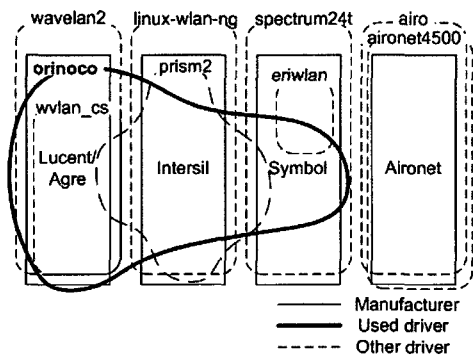 wavelan2 linux-wlan-ng spectrum24t airo
aironet4500
orinoco prism2
eriwlan
wvlan_cs
Lucent/
Agre
Intersil Symbol Aironet
Manufacturer
Used driver
Other driver